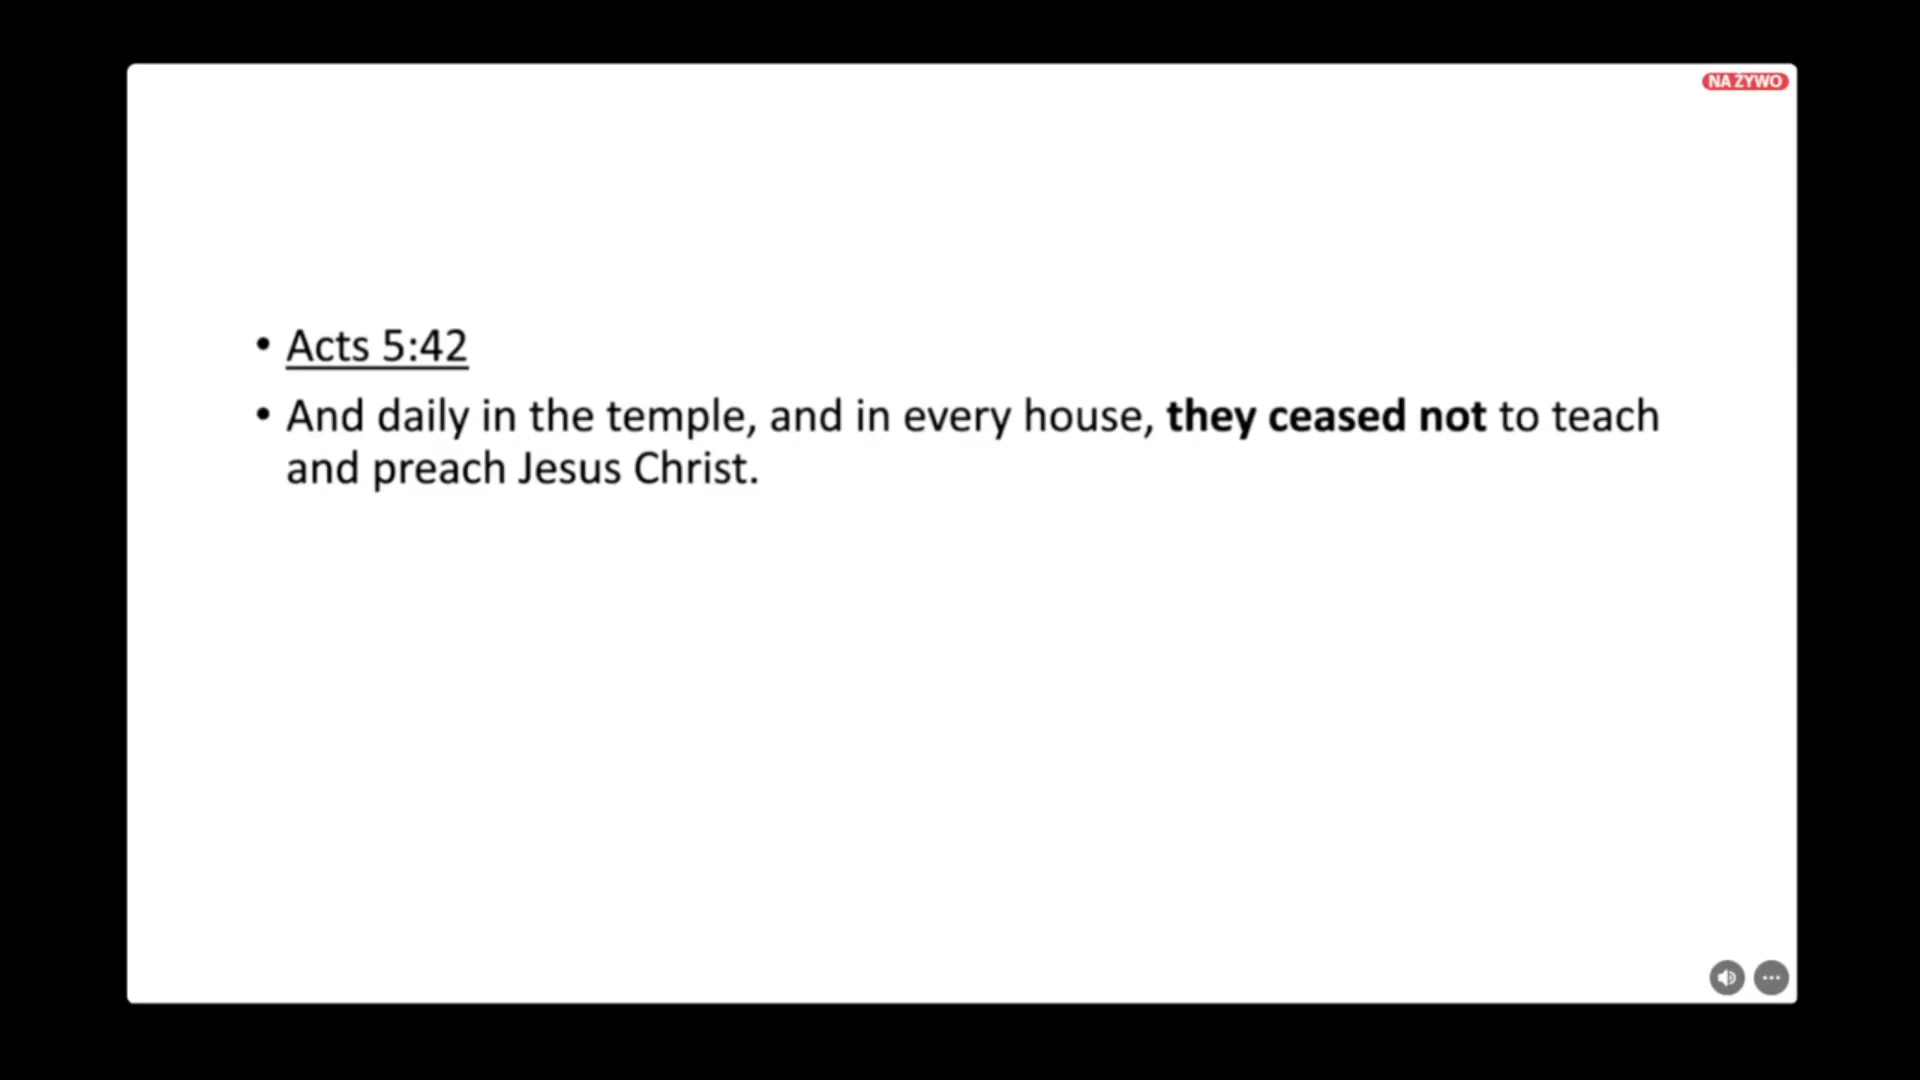 NA ŻYWO
• Acts 5:42
• And daily in the temple, and in every house, they ceased not to teach
and preach Jesus Christ.